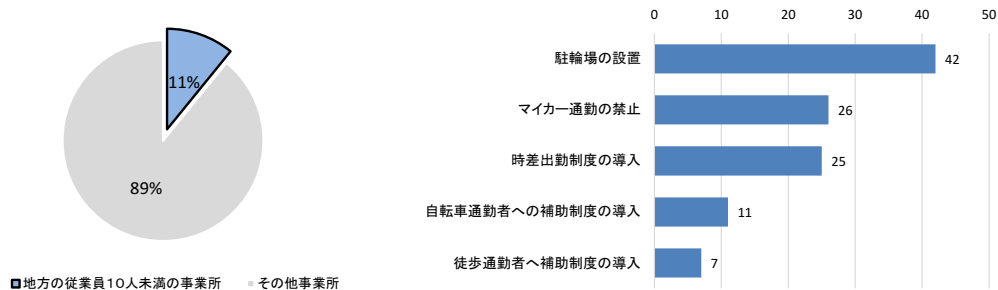 11%
89%
地方の従業員10人未満の事業所
その他事業所
0 10 20 30 40 50
駐輪場の設置 42
マイカー通勤の禁止 26
時差出勤制度の導入 25
自転車通勤者への補助制度の導入 11
徒歩通勤者へ補助制度の導入 7